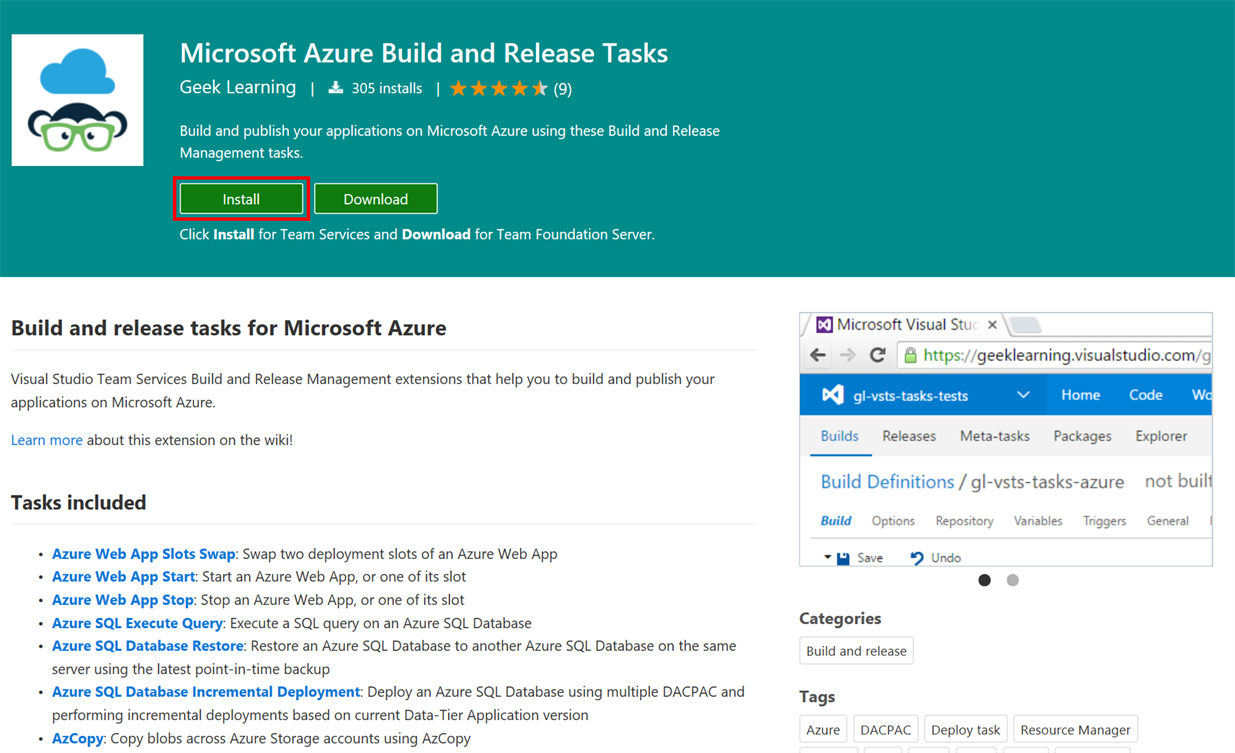 Microsoft Azure Build and Release Tasks
Geek Learning | 305 installs | (9)
Build and publish your applications on Microsoft Azure using these Build and Release
Management tasks.
Install Download
Click Install for Team Services and Download for Team Foundation Server.
Build and release tasks for Microsoft Azure
Visual Studio Team Services Build and Release Management extensions that help you to build and publish your
applications on Microsoft Azure.
Learn more about this extension on the wiki!
Tasks included
• Azure Web App Slots Swap: Swap two deployment slots of an Azure Web App
• Azure Web App Start: Start an Azure Web App, or one of its slot
• Azure Web App Stop: Stop an Azure Web App, or one of its slot
• Azure SQL Execute Query: Execute a SQL query on an Azure SQL Database
• Azure SQL Database Restore: Restore an Azure SQL Database to another Azure SQL Database on the same
server using the latest point-in-time backup
• Azure SQL Database Incremental Deployment: Deploy an Azure SQL Database using multiple DACPAC and
performing incremental deployments based on current Data-Tier Application version
• AzCopy: Copy blobs across Azure Storage accounts using AzCopy
Microsoft Visual Stu
https://geeklearning.visualstudio.com/g
gl-vsts-tasks-tests Home Code Wo
Builds Releases Meta-tasks Packages Explorer
Build Definitions / gl-vsts-tasks-azure not built
Build Options Repository Variables Triggers General
Save Undo
Categories
Build and release
Tags
Azure DACPAC Deploy task Resource Manager